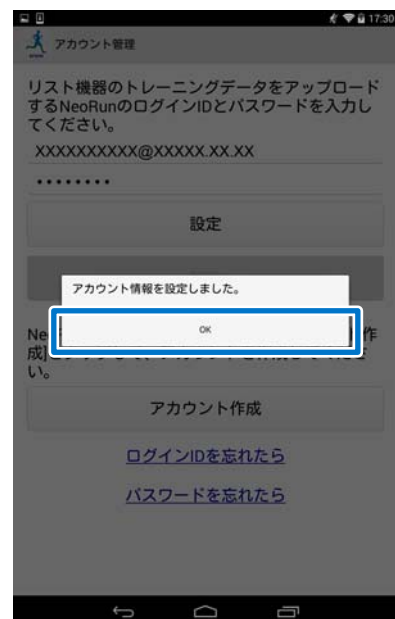 17:30
アカウント管理
リスト機器のトレーニングデータをアップロード
するNeoRunのログインIDとパスワードを入力し
てください。
XXXXXXXXXX@XXXXX.XX.XX
••••••••
設定
アカウント情報を設定しました。
OK
Ne 作
成]
い。
アカウント作成
ログインIDを忘れたら
パスワードを忘れたら